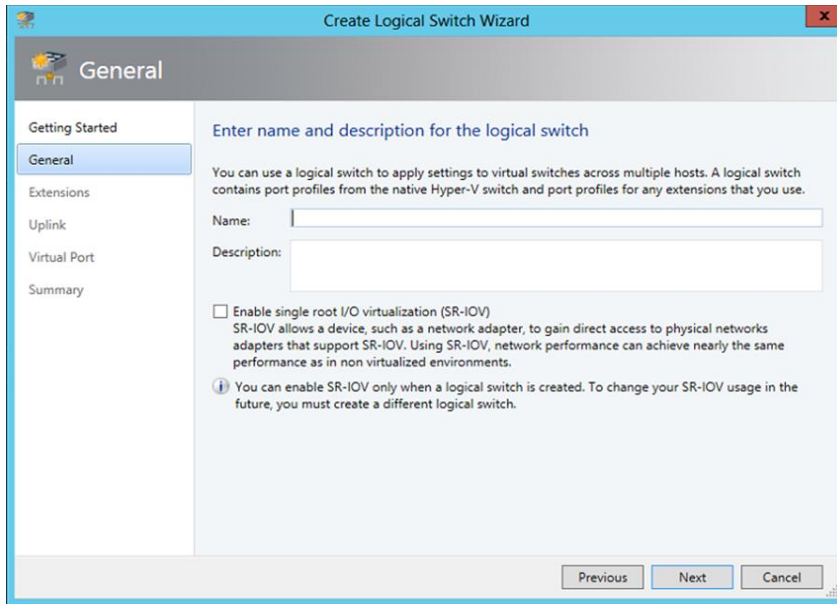 Create Logical Switch Wizard
x
General
Getting Started
General
Extensions
Uplink
Virtual Port
Summary
Enter name and description for the logical switch
You can use a logical switch to apply settings to virtual switches across multiple hosts. A logical switch
contains port profiles from the native Hyper-V switch and port profiles for any extensions that you use.
Name:
Description:
Enable single root I/O virtualization (SR-IOV)
SR-IOV allows a device, such as a network adapter, to gain direct access to physical networks
adapters that support SR-IOV. Using SR-IOV, network performance can achieve nearly the same
performance as in non virtualized environments.
You can enable SR-IOV only when a logical switch is created. To change your SR-IOV usage in the
future, you must create a different logical switch.
Previous
Next
Cancel